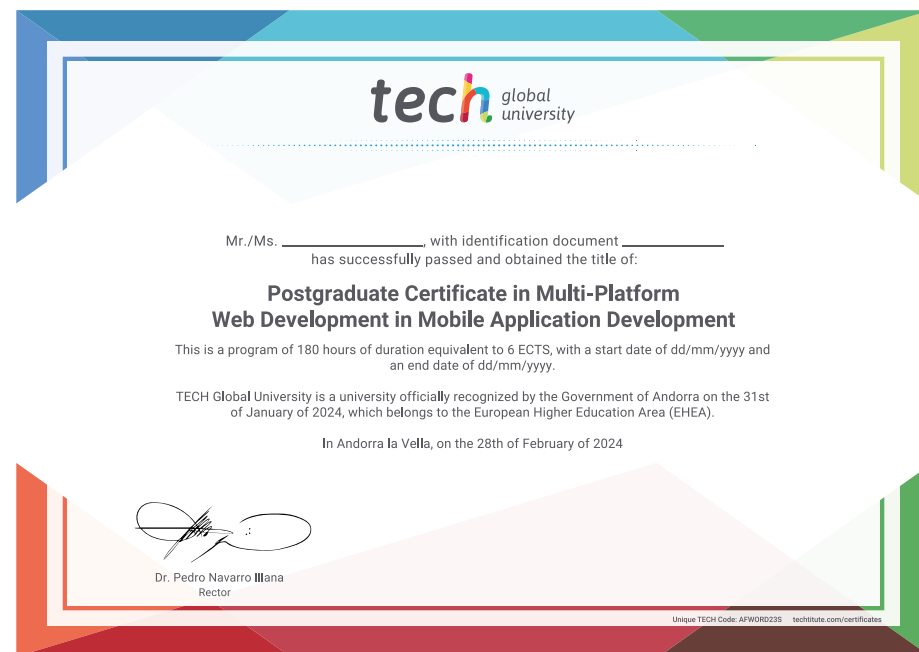 tech global
university
Mr./Ms. ____________, with identification document ____________
has successfully passed and obtained the title of:
Postgraduate Certificate in Multi-Platform
Web Development in Mobile Application Development
This is a program of 180 hours of duration equivalent to 6 ECTS, with a start date of dd/mm/yyyy and
an end date of dd/mm/yyyy.
TECH Global University is a university officially recognized by the Government of Andorra on the 31st
of January of 2024, which belongs to the European Higher Education Area (EHEA).
In Andorra la Vella, on the 28th of February of 2024
Dr. Pedro Navarro Illana
Rector
Unique TECH Code: AFWORD23S techtitute.com/certificates